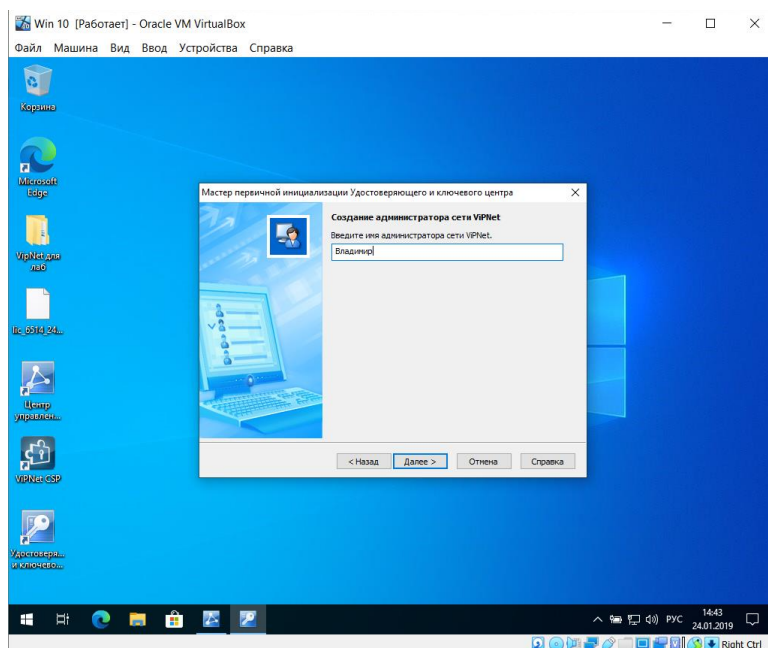 Win 10 [Работает] - Oracle VM VirtualBox
Файл Машина Вид Ввод Устройства Справка
Корзина
Microsoft
Edge
VipNet для
лаб
lic_6514_24...
Центр
управлен...
ViPNet CSP
Удостоверя...
и ключево...
Мастер первичной инициализации Удостоверяющего и ключевого центра
Создание администратора сети ViPNet
Введите имя администратора сети ViPNet.
Владимир
< Назад Далее > Отмена Справка
РУС
14:43
24.01.2019
Right Ctrl